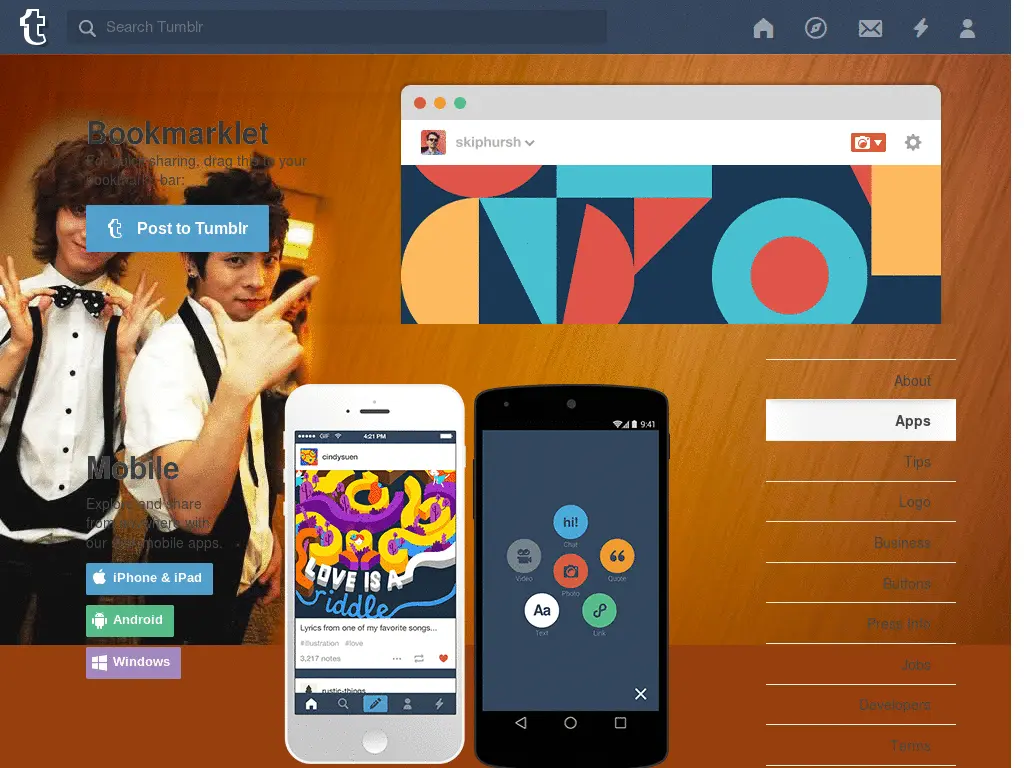 t Search Tumblr
Bookmarklet
For quick sharing, drag this to your
bookmarks bar:
t Post to Tumblr
skiphursh
About
Apps
Tips
Logo
Business
Buttons
Press Info
Jobs
Developers
Terms
Mobile
Explore and share
from anywhere with
our free mobile apps.
iPhone & iPad
Android
Windows
GIF 4:21 PM
cindysuen
LOVE IS A
riddle
Lyrics from one of my favorite songs...
#illustration #love
3,217 notes
rustic-things
9:41
hi!
Chat
Video
Quote
Photo
Aa
Text
Link